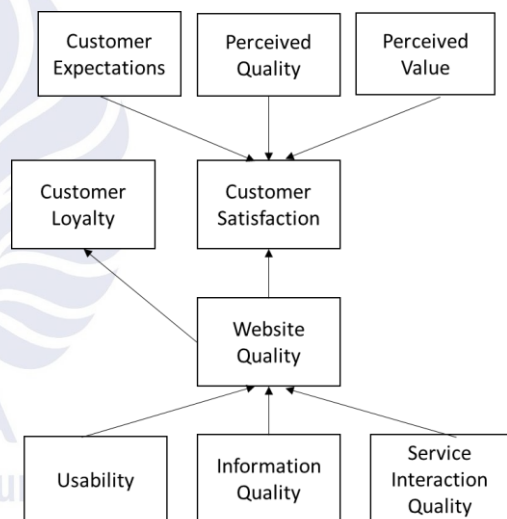 Customer
Expectations
Perceived
Quality
Perceived
Value
Customer
Loyalty
Customer
Satisfaction
Website
Quality
Usability
Information
Quality
Service
Interaction
Quality